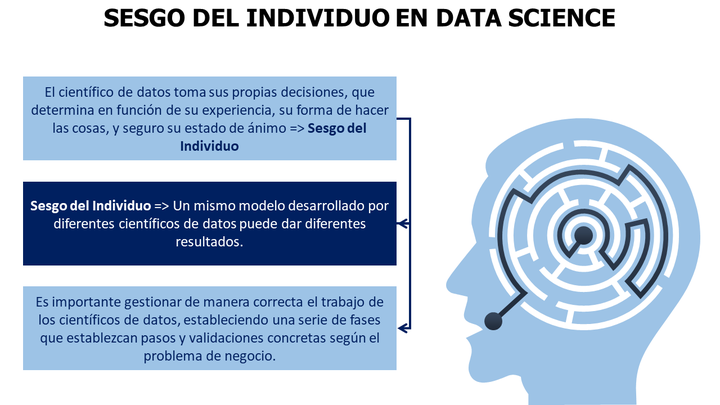 SESGO DEL INDIVIDUO EN DATA SCIENCE
El científico de datos toma sus propias decisiones, que
determina en función de su experiencia, su forma de hacer
las cosas, y seguro su estado de ánimo => Sesgo del
Individuo
Sesgo del Individuo => Un mismo modelo desarrollado por
diferentes científicos de datos puede dar diferentes
resultados.
Es importante gestionar de manera correcta el trabajo de
los científicos de datos, estableciendo una serie de fases
que establezcan pasos y validaciones concretas según el
problema de negocio.